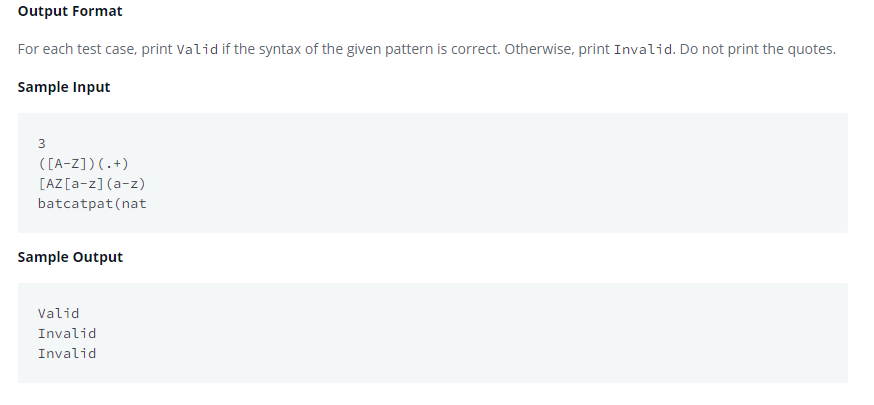 Output Format
For each test case, print Valid if the syntax of the given pattern is correct. Otherwise, print Invalid. Do not print the quotes.
Sample Input
3
([A-Z])(.+)
[AZ[a-z](a-z)
batcatpat(nat
Sample Output
Valid
Invalid
Invalid